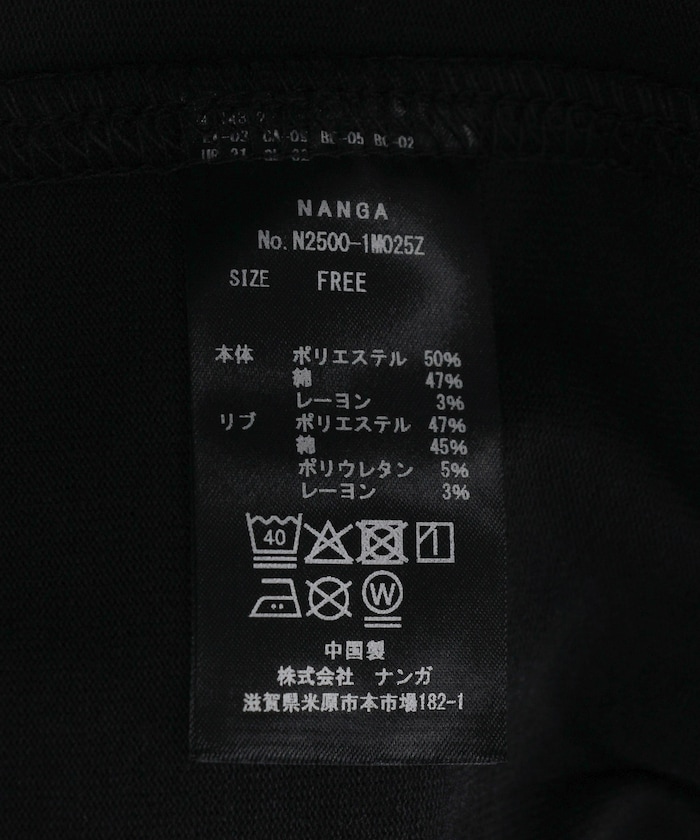 NANGA
No. N2500-1M025Z
SIZE FREE
本体 ポリエステル 50%
綿 47%
レーヨン 3%
リブ ポリエステル 47%
綿 45%
ポリウレタン 5%
レーヨン 3%
40
W
中国製
株式会社 ナンガ
滋賀県米原市本市場182-1